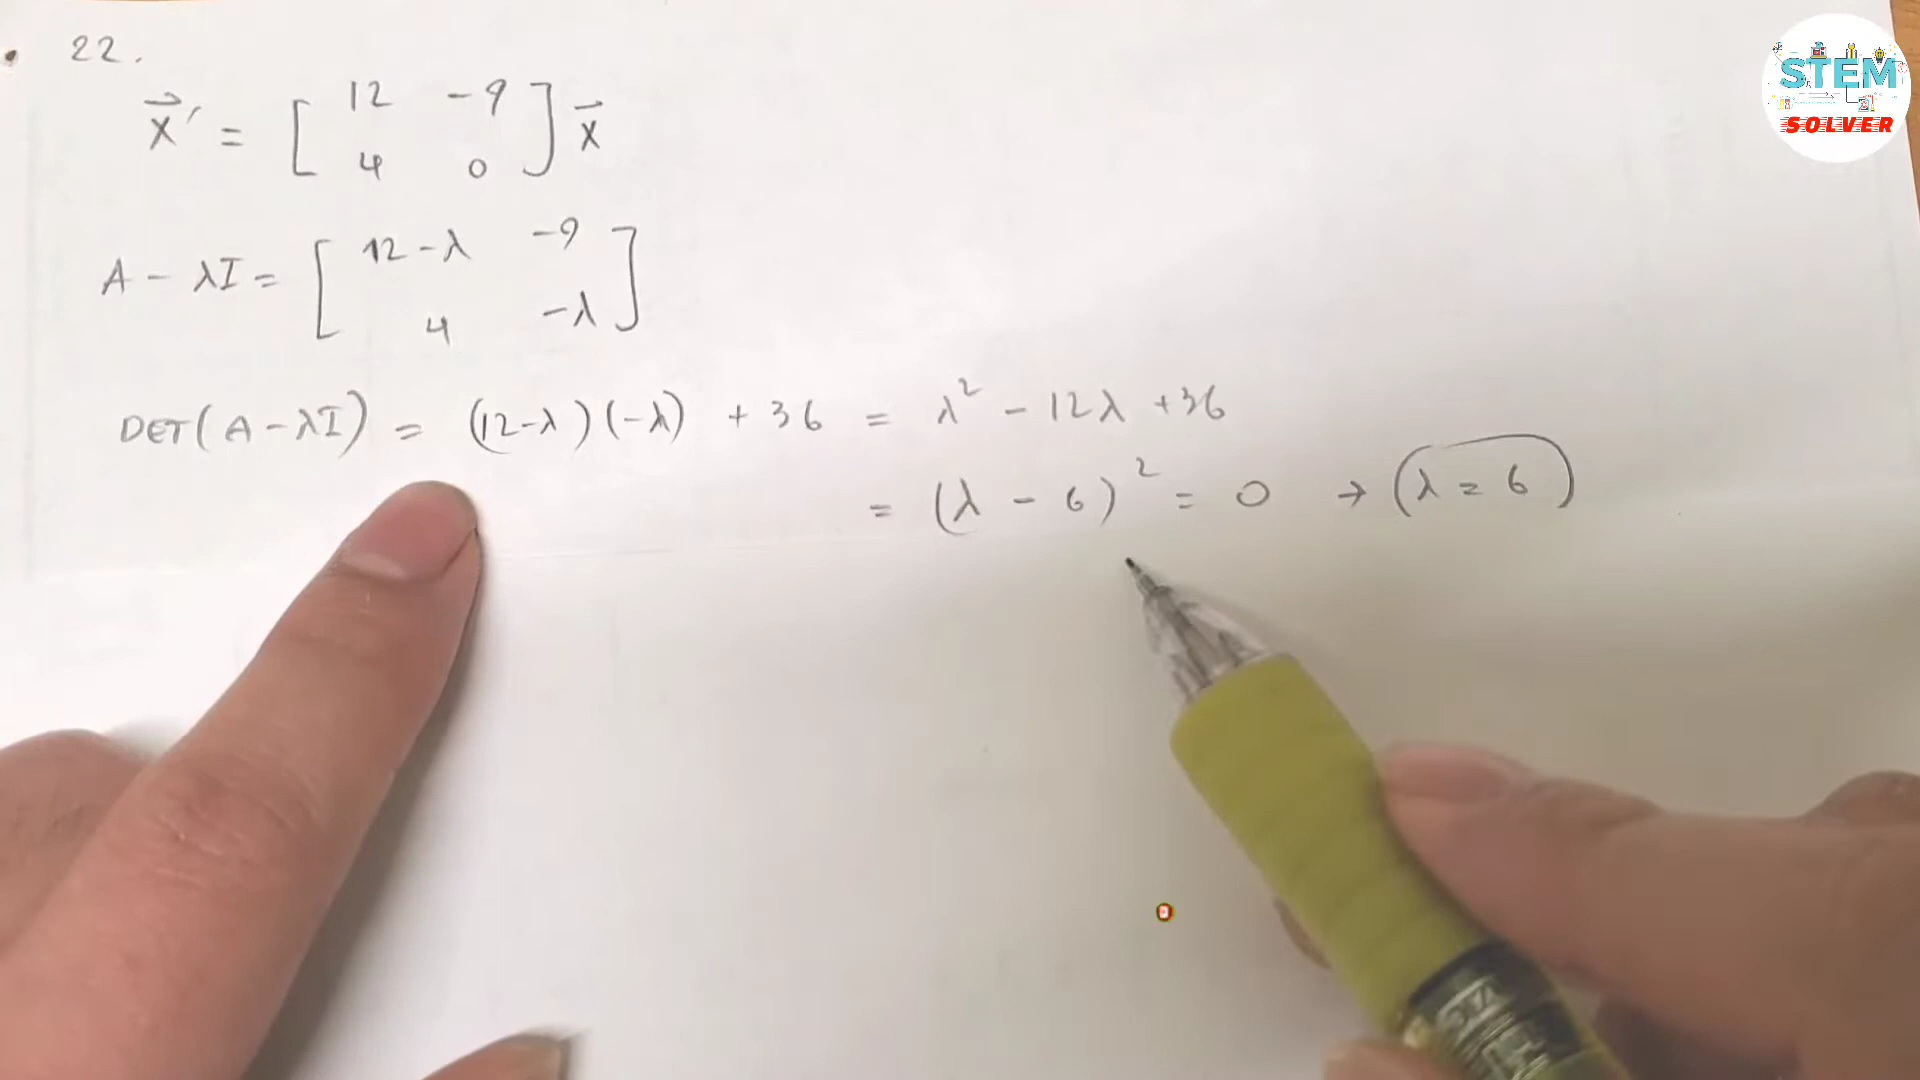 22.
x⃗′ = [ 12 -9 ; 4 0 ] x⃗
A - λI = [ 12-λ -9 ; 4 -λ ]
DET(A-λI) = (12-λ)(-λ) + 36 = λ² - 12λ + 36
= (λ - 6)² = 0 → λ = 6
STEM
SOLVER